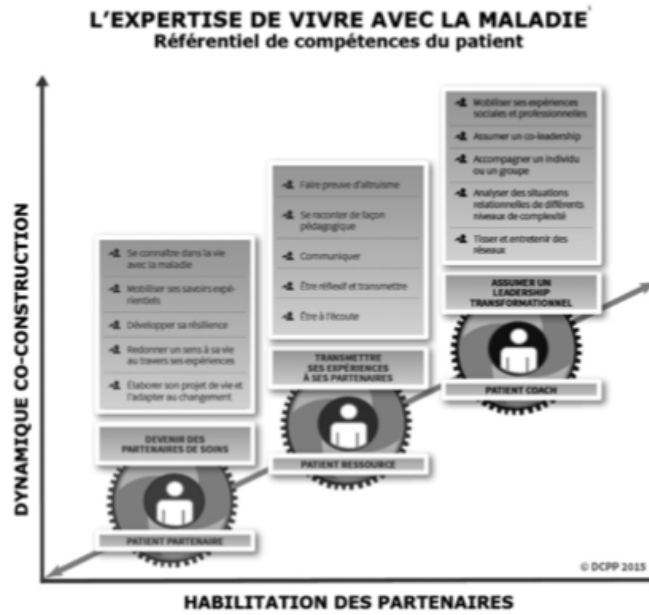 L'EXPERTISE DE VIVRE AVEC LA MALADIE¹
Référentiel de compétences du patient
DYNAMIQUE CO-CONSTRUCTION
Se connaître dans la vie
avec la maladie
Mobiliser ses savoirs expé-
rientiels
Développer sa résilience
Redonner un sens à sa vie
au travers ses expériences
Élaborer son projet de vie et
l'adapter au changement
DEVENIR DES
PARTENAIRES DE SOINS
PATIENT PARTENAIRE
Faire preuve d'altruisme
Se raconter de façon
pédagogique
Communiquer
Être réflexif et transmettre
Être à l'écoute
TRANSMETTRE
SES EXPÉRIENCES
À SES PARTENAIRES
PATIENT RESSOURCE
Mobiliser ses expériences
sociales et professionnelles
Assumer un co-leadership
Accompagner un individu
ou un groupe
Analyser des situations
relationnelles de différents
niveaux de complexité
Tisser et entretenir des
réseaux
ASSUMER UN
LEADERSHIP
TRANSFORMATIONNEL
PATIENT COACH
© DCPP 2015
HABILITATION DES PARTENAIRES